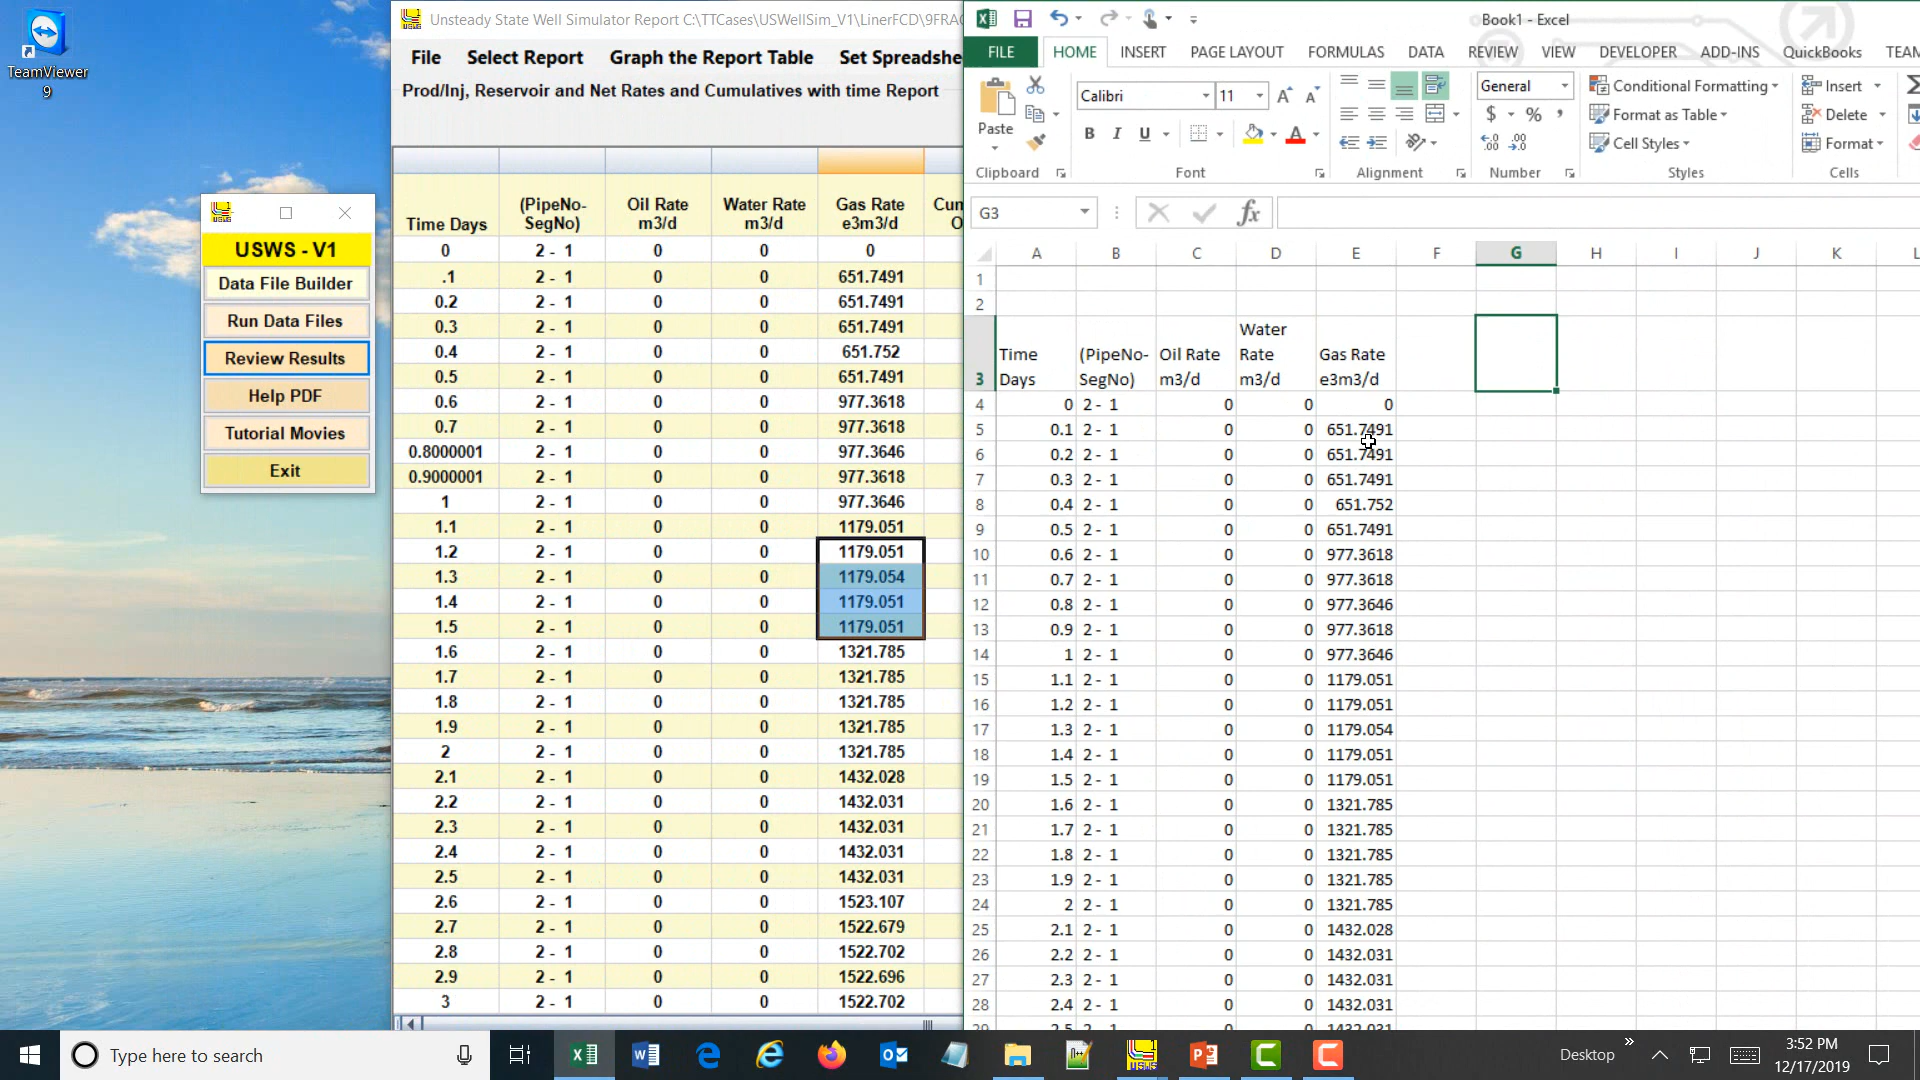 TeamViewer
9
USWS - V1
Data File Builder
Run Data Files
Review Results
Help PDF
Tutorial Movies
Exit
Unsteady State Well Simulator Report C:\TTCases\USWellSim_V1\LinerFCD\9FRAC
File Select Report Graph the Report Table Set Spreadshe
Prod/Inj, Reservoir and Net Rates and Cumulatives with time Report
Time Days (PipeNo-SegNo) Oil Rate m3/d Water Rate m3/d Gas Rate e3m3/d Cum O
0 2 - 1 0 0 0
.1 2 - 1 0 0 651.7491
0.2 2 - 1 0 0 651.7491
0.3 2 - 1 0 0 651.7491
0.4 2 - 1 0 0 651.752
0.5 2 - 1 0 0 651.7491
0.6 2 - 1 0 0 977.3618
0.7 2 - 1 0 0 977.3618
0.8000001 2 - 1 0 0 977.3646
0.9000001 2 - 1 0 0 977.3618
1 2 - 1 0 0 977.3646
1.1 2 - 1 0 0 1179.051
1.2 2 - 1 0 0 1179.051
1.3 2 - 1 0 0 1179.054
1.4 2 - 1 0 0 1179.051
1.5 2 - 1 0 0 1179.051
1.6 2 - 1 0 0 1321.785
1.7 2 - 1 0 0 1321.785
1.8 2 - 1 0 0 1321.785
1.9 2 - 1 0 0 1321.785
2 2 - 1 0 0 1321.785
2.1 2 - 1 0 0 1432.028
2.2 2 - 1 0 0 1432.031
2.3 2 - 1 0 0 1432.031
2.4 2 - 1 0 0 1432.031
2.5 2 - 1 0 0 1432.031
2.6 2 - 1 0 0 1523.107
2.7 2 - 1 0 0 1522.679
2.8 2 - 1 0 0 1522.702
2.9 2 - 1 0 0 1522.696
3 2 - 1 0 0 1522.702
Book1 - Excel
FILE HOME INSERT PAGE LAYOUT FORMULAS DATA REVIEW VIEW DEVELOPER ADD-INS QuickBooks TEAM
Calibri 11 General Conditional Formatting Insert
Paste B I U A $ % , Format as Table Delete
Cell Styles Format
Clipboard Font Alignment Number Styles Cells
G3 fx
A B C D E F G H I J K L
1
2
3 Time Days (PipeNo-SegNo) Oil Rate m3/d Water Rate m3/d Gas Rate e3m3/d
4 0 2 - 1 0 0 0
5 0.1 2 - 1 0 0 651.7491
6 0.2 2 - 1 0 0 651.7491
7 0.3 2 - 1 0 0 651.7491
8 0.4 2 - 1 0 0 651.752
9 0.5 2 - 1 0 0 651.7491
10 0.6 2 - 1 0 0 977.3618
11 0.7 2 - 1 0 0 977.3618
12 0.8 2 - 1 0 0 977.3646
13 0.9 2 - 1 0 0 977.3618
14 1 2 - 1 0 0 977.3646
15 1.1 2 - 1 0 0 1179.051
16 1.2 2 - 1 0 0 1179.051
17 1.3 2 - 1 0 0 1179.054
18 1.4 2 - 1 0 0 1179.051
19 1.5 2 - 1 0 0 1179.051
20 1.6 2 - 1 0 0 1321.785
21 1.7 2 - 1 0 0 1321.785
22 1.8 2 - 1 0 0 1321.785
23 1.9 2 - 1 0 0 1321.785
24 2 2 - 1 0 0 1321.785
25 2.1 2 - 1 0 0 1432.028
26 2.2 2 - 1 0 0 1432.031
27 2.3 2 - 1 0 0 1432.031
28 2.4 2 - 1 0 0 1432.031
29 2.5 2 - 1 0 0 1432.031
Type here to search
Desktop
3:52 PM
12/17/2019